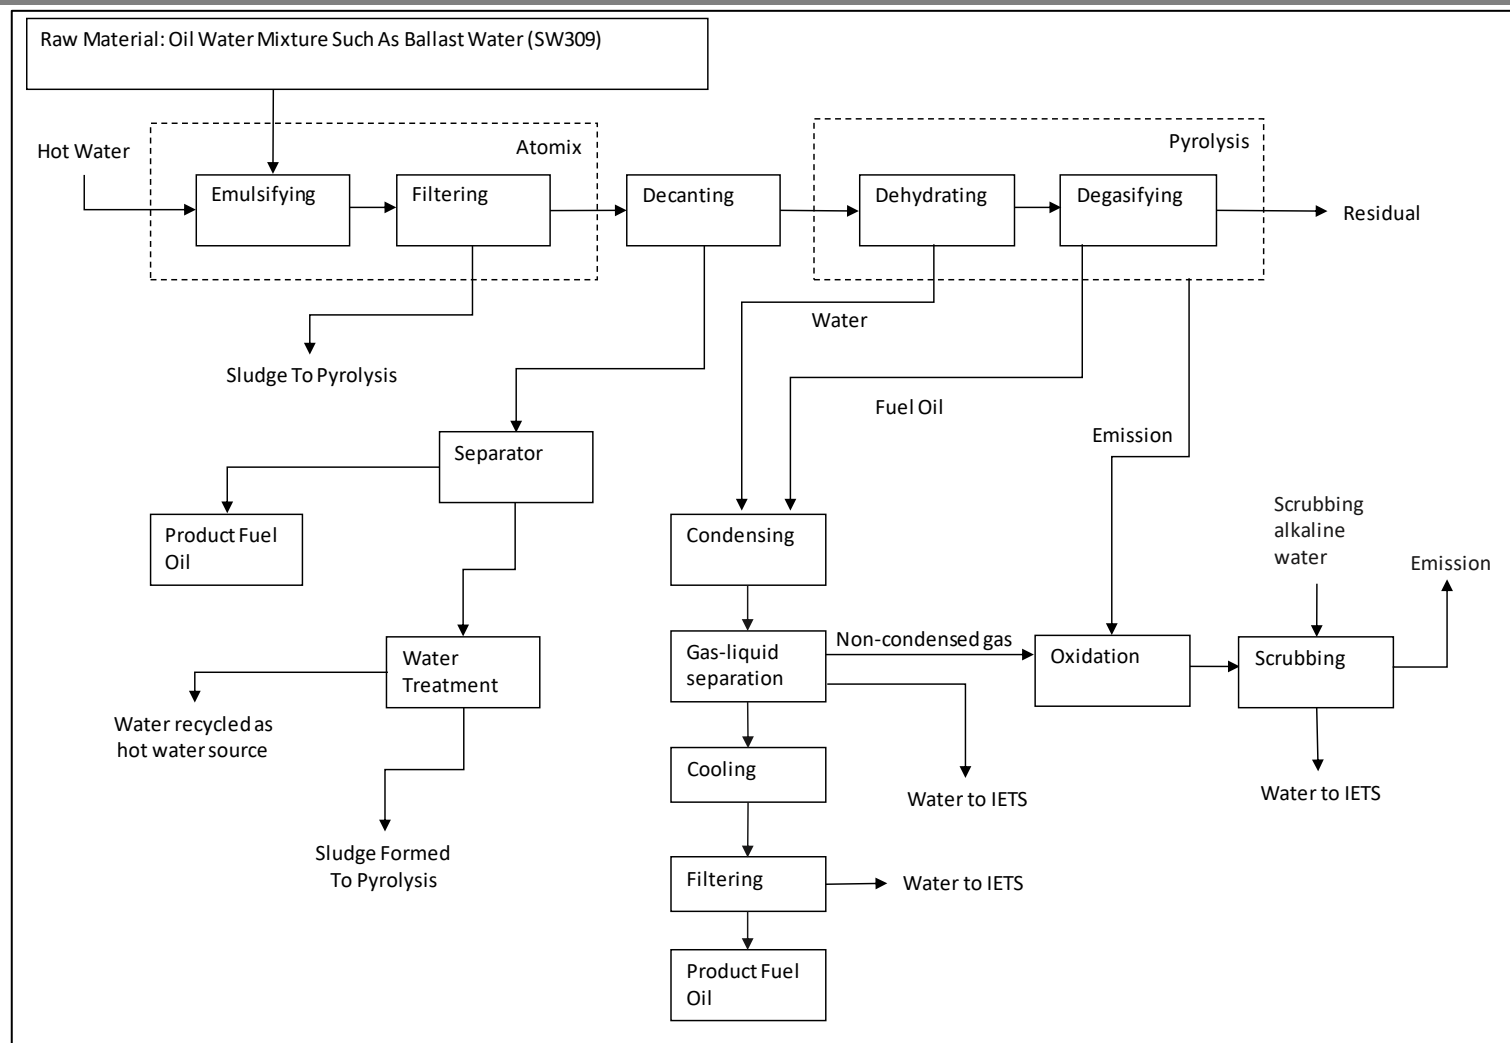 Raw Material: Oil Water Mixture Such As Ballast Water (SW309)
Hot Water
Atomix
Pyrolysis
Emulsifying
Filtering
Decanting
Dehydrating
Degasifying
Residual
Water
Sludge To Pyrolysis
Fuel Oil
Emission
Separator
Product Fuel
Oil
Condensing
Scrubbing
alkaline
water
Emission
Water
Treatment
Gas-liquid
separation
Non-condensed gas
Oxidation
Scrubbing
Water recycled as
hot water source
Cooling
Water to IETS
Water to IETS
Sludge Formed
To Pyrolysis
Filtering
Water to IETS
Product Fuel
Oil